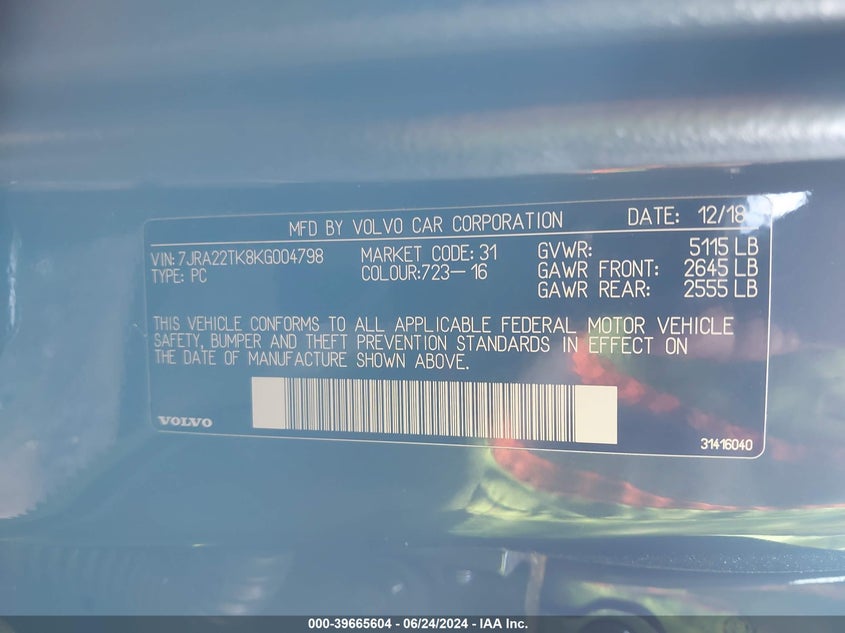 MFD BY VOLVO CAR CORPORATION DATE: 12/18
VIN: 7JRA22TK8KG004798 MARKET CODE: 31 GVWR: 5115 LB
TYPE: PC COLOUR:723-16 GAWR FRONT: 2645 LB
GAWR REAR: 2555 LB
THIS VEHICLE CONFORMS TO ALL APPLICABLE FEDERAL MOTOR VEHICLE
SAFETY, BUMPER AND THEFT PREVENTION STANDARDS IN EFFECT ON
THE DATE OF MANUFACTURE SHOWN ABOVE.
VOLVO
31416040
000-39665604 / 06/24/2024 - IAA Inc.